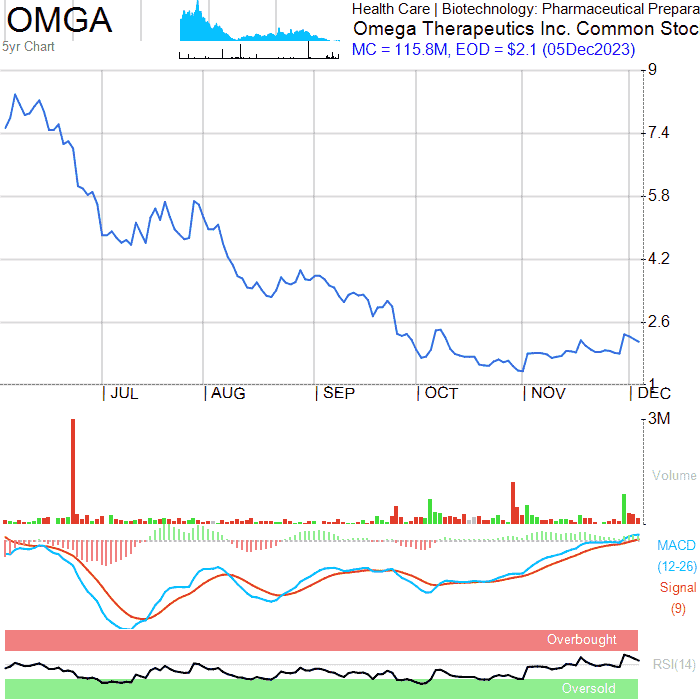 OMGA
5yr Chart
Health Care | Biotechnology: Pharmaceutical Prepara
Omega Therapeutics Inc. Common Stoc
MC = 115.8M, EOD = $2.1 (05Dec2023)
9
7.4
5.8
4.2
2.6
1
JUL
AUG
SEP
OCT
NOV
DEC
3M
Volume
MACD
(12-26)
Signal
(9)
Overbought
RSI(14)
Oversold